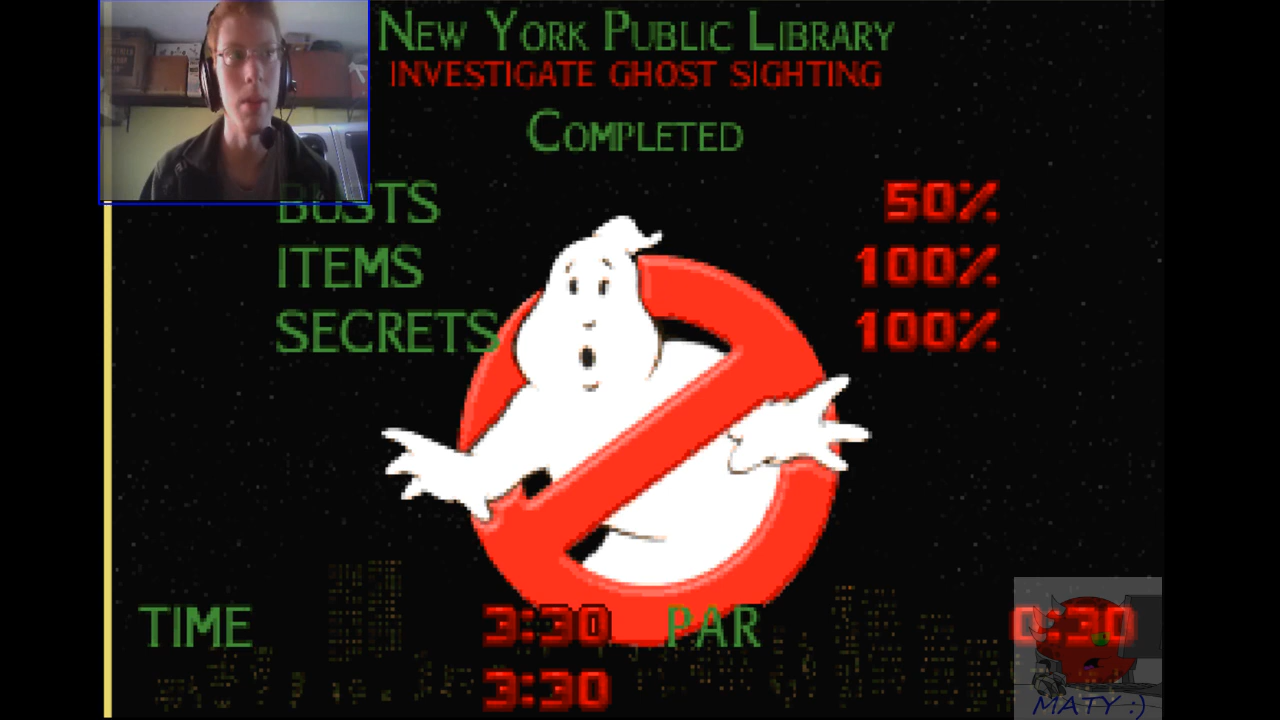 NEW YORK PUBLIC LIBRARY
INVESTIGATE GHOST SIGHTING
COMPLETED
BUSTS 50%
ITEMS 100%
SECRETS 100%
TIME 3:30 PAR 0:30
3:30
MATY :)